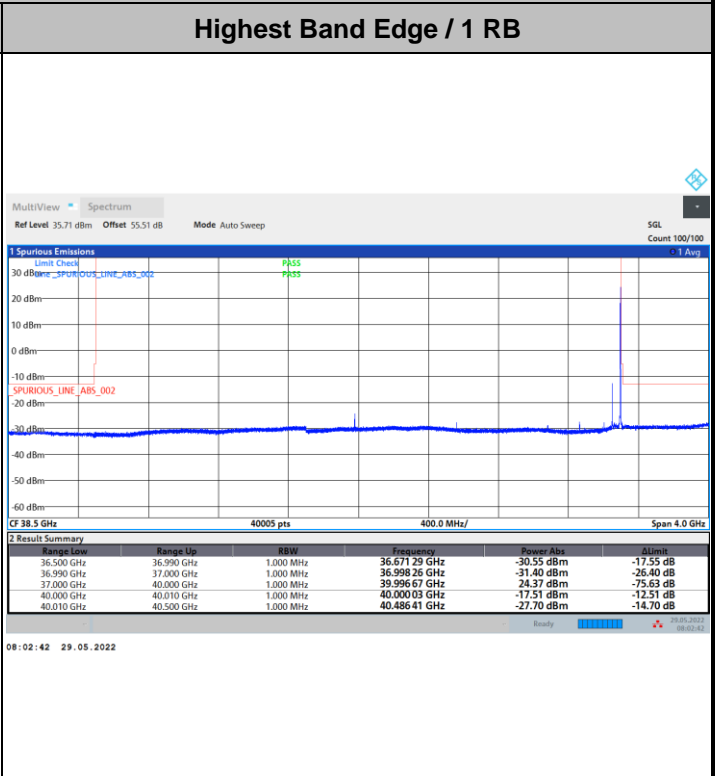 Highest Band Edge / 1 RB
MultiView Spectrum
Ref Level 35.71 dBm Offset 55.51 dB Mode Auto Sweep SGL
Count 100/100
1 Spurious Emissions 1 Avg
Limit Check PASS
30 dBm Line _SPURIOUS_LINE_ABS_002 PASS
20 dBm
10 dBm
0 dBm
-10 dBm
_SPURIOUS_LINE_ABS_002
-20 dBm
-30 dBm
-40 dBm
-50 dBm
-60 dBm
CF 38.5 GHz 40005 pts 400.0 MHz/ Span 4.0 GHz
2 Result Summary
Range Low Range Up RBW Frequency Power Abs ΔLimit
36.500 GHz 36.990 GHz 1.000 MHz 36.671 29 GHz -30.55 dBm -17.55 dB
36.990 GHz 37.000 GHz 1.000 MHz 36.998 26 GHz -31.40 dBm -26.40 dB
37.000 GHz 40.000 GHz 1.000 MHz 39.996 67 GHz 24.37 dBm -75.63 dB
40.000 GHz 40.010 GHz 1.000 MHz 40.000 03 GHz -17.51 dBm -12.51 dB
40.010 GHz 40.500 GHz 1.000 MHz 40.486 41 GHz -27.70 dBm -14.70 dB
Ready 29.05.2022
08:02:42
08:02:42 29.05.2022